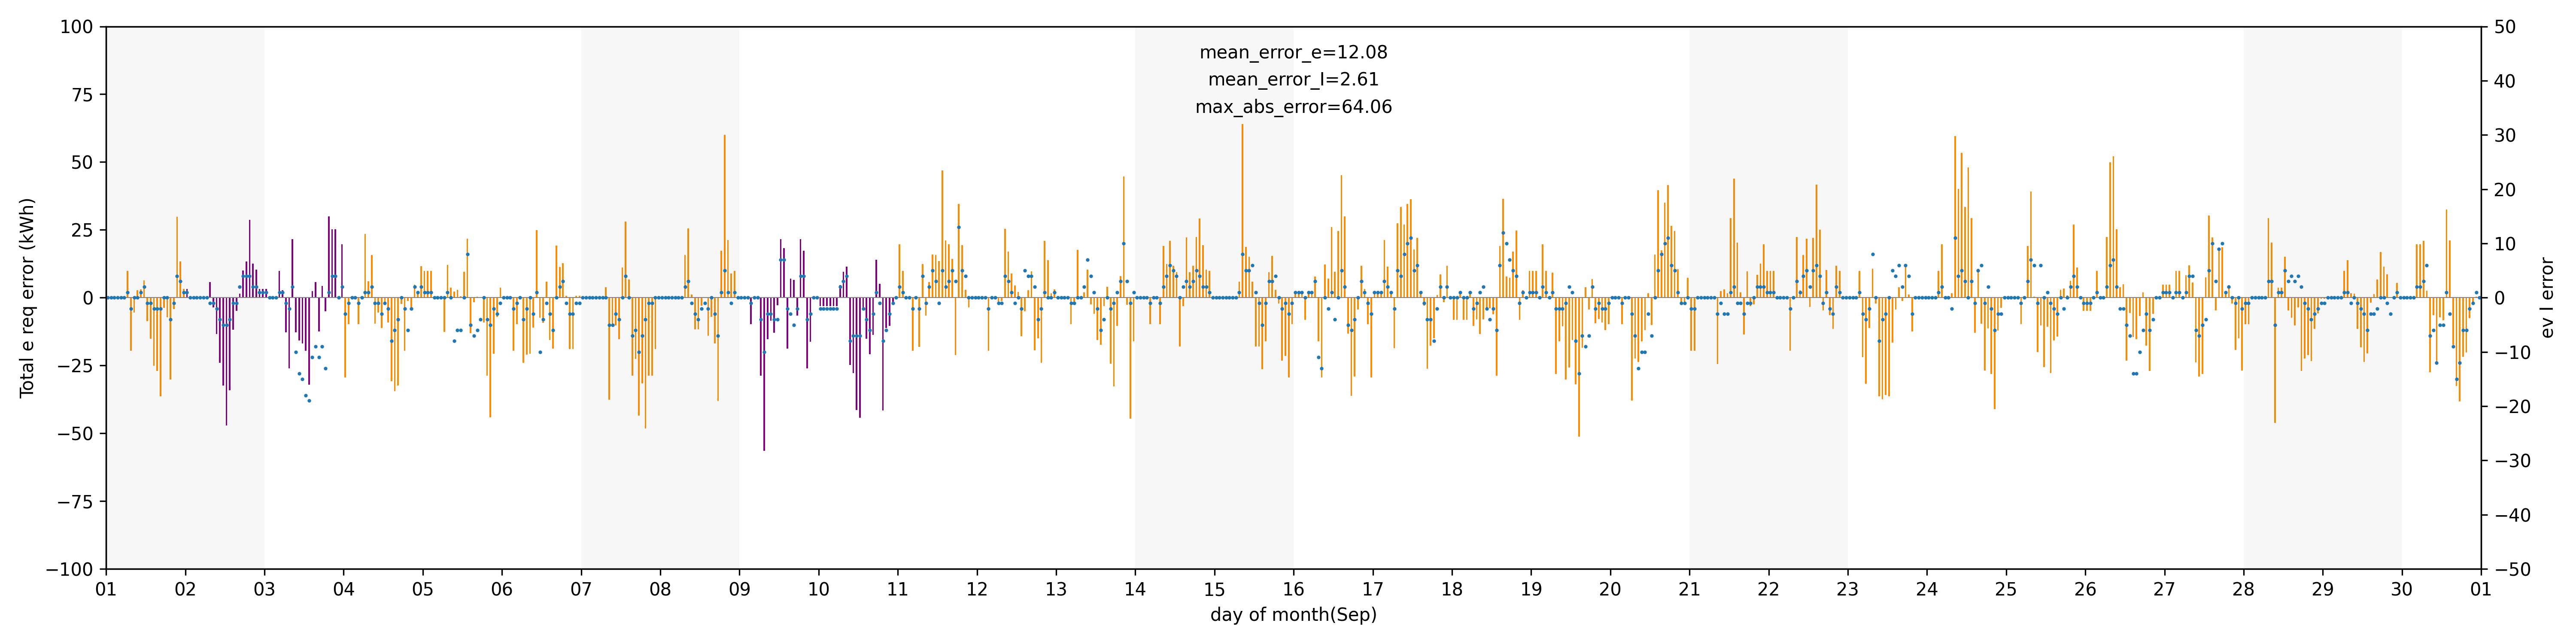 mean_error_e=12.08
mean_error_I=2.61
max_abs_error=64.06
Total e req error (kWh)
100
75
50
25
0
−25
−50
−75
−100
50
40
30
20
10
0
−10
−20
−30
−40
−50
ev I error
01 02 03 04 05 06 07 08 09 10 11 12 13 14 15 16 17 18 19 20 21 22 23 24 25 26 27 28 29 30 01
day of month(Sep)